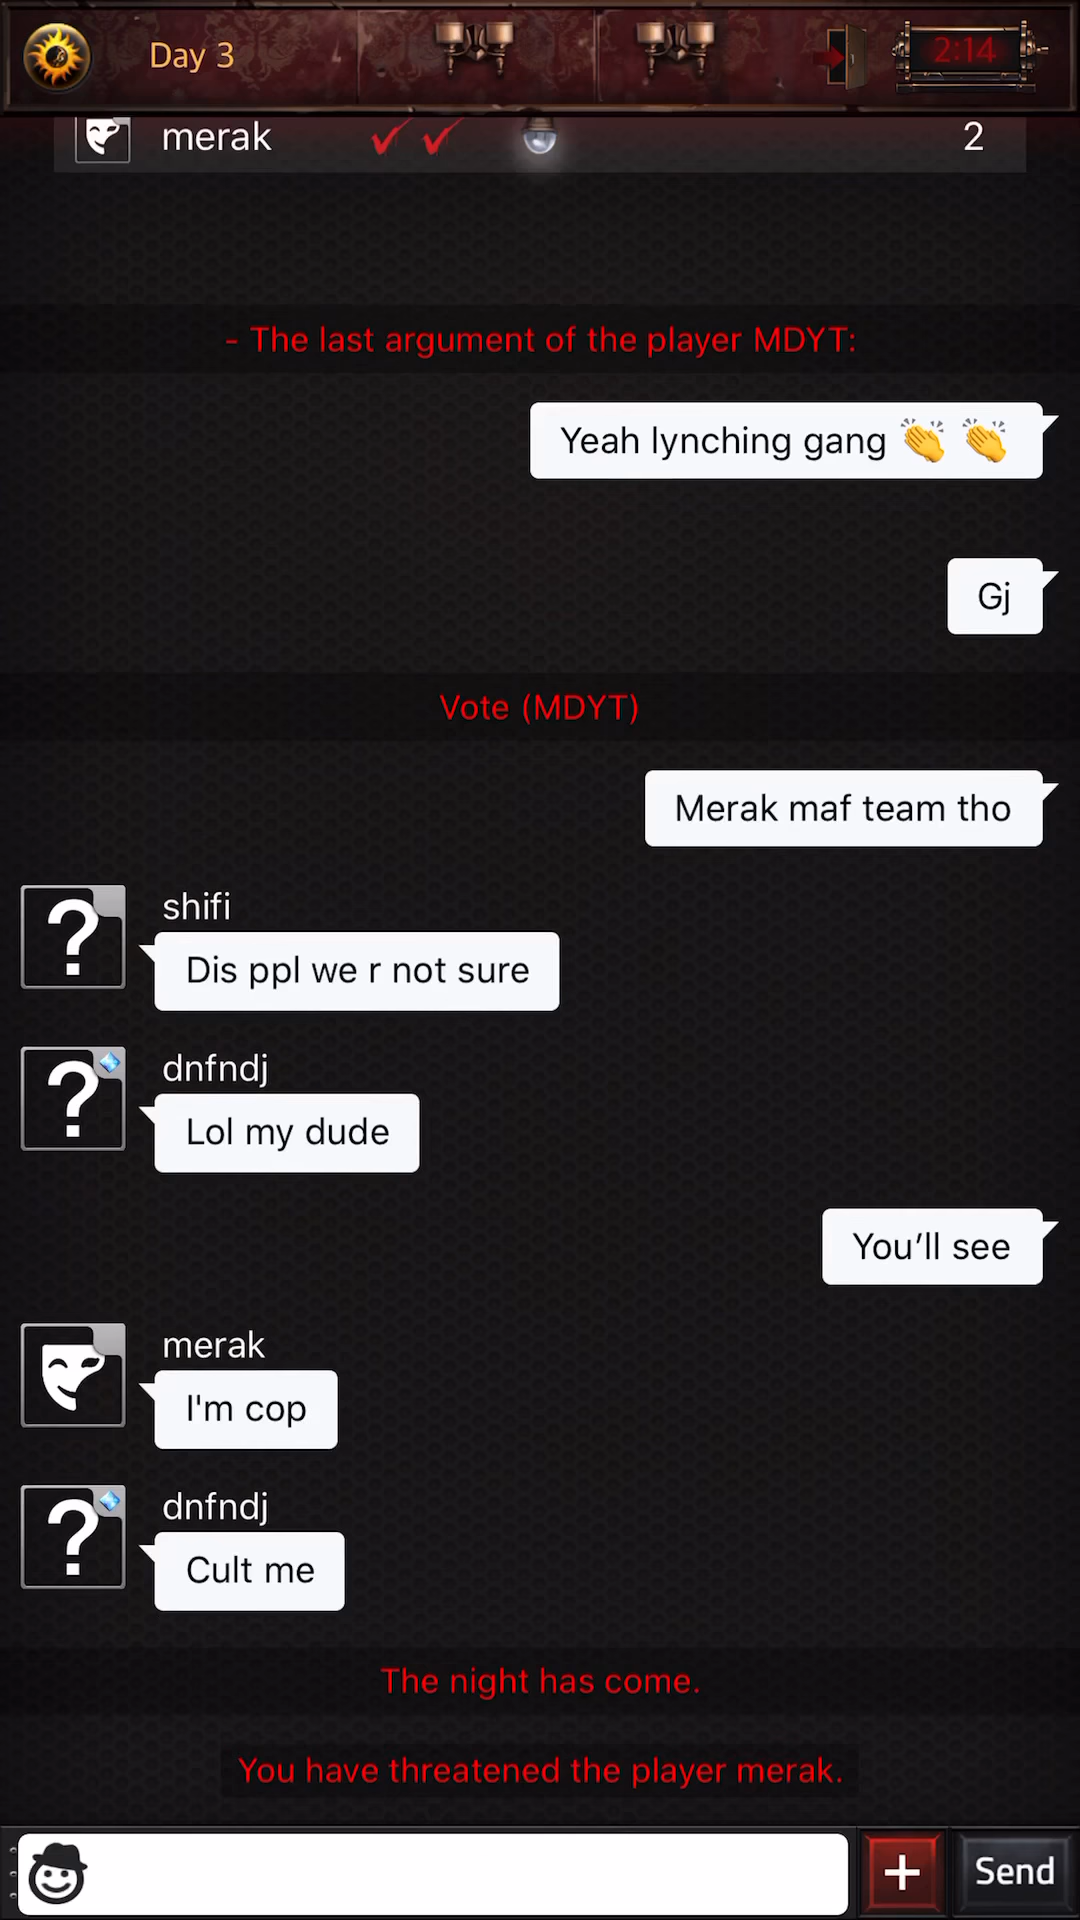 Day 3
2:14
merak
2
- The last argument of the player MDYT:
Yeah lynching gang 👏 👏
Gj
Vote (MDYT)
Merak maf team tho
shifi
Dis ppl we r not sure
dnfndj
Lol my dude
You’ll see
merak
I'm cop
dnfndj
Cult me
The night has come.
You have threatened the player merak.
Send